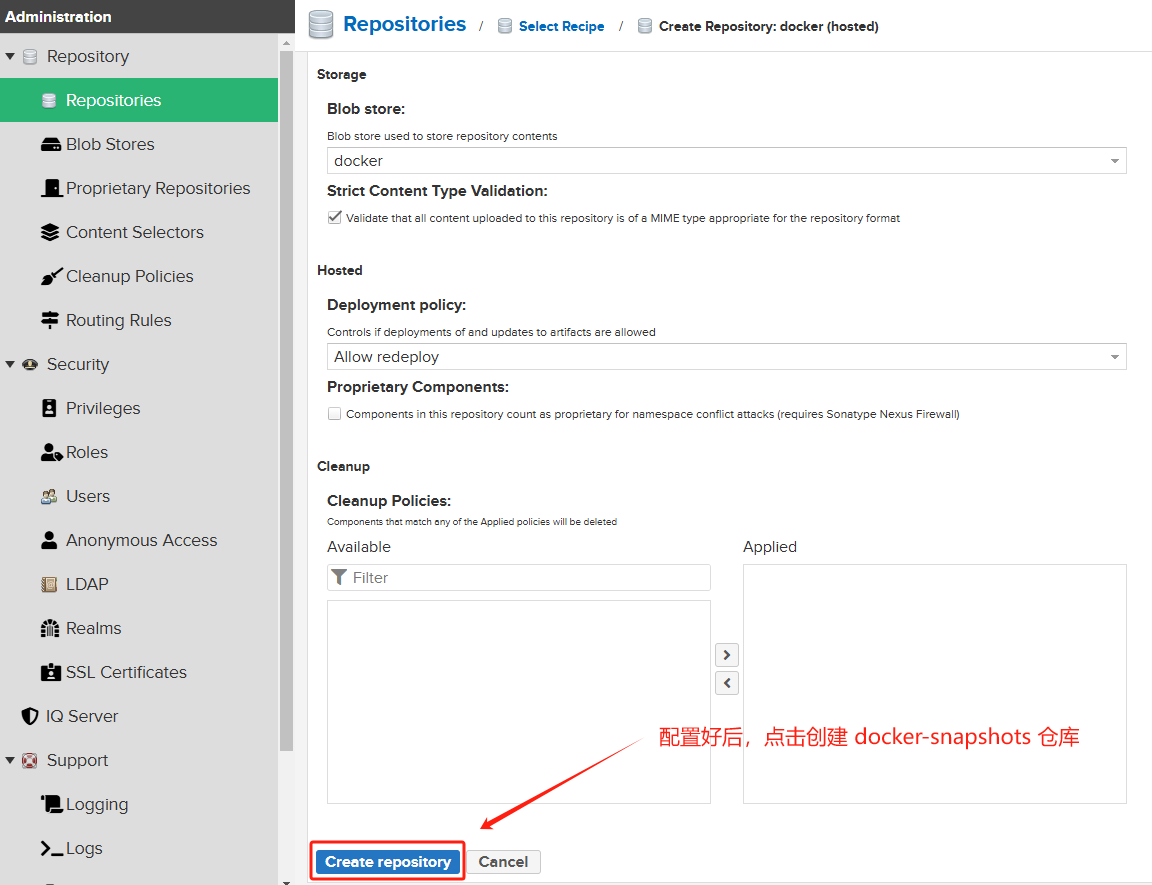 Administration
Repository
Repositories
Blob Stores
Proprietary Repositories
Content Selectors
Cleanup Policies
Routing Rules
Security
Privileges
Roles
Users
Anonymous Access
LDAP
Realms
SSL Certificates
IQ Server
Support
Logging
Logs
Repositories / Select Recipe / Create Repository: docker (hosted)
Storage
Blob store:
Blob store used to store repository contents
docker
Strict Content Type Validation:
Validate that all content uploaded to this repository is of a MIME type appropriate for the repository format
Hosted
Deployment policy:
Controls if deployments of and updates to artifacts are allowed
Allow redeploy
Proprietary Components:
Components in this repository count as proprietary for namespace conflict attacks (requires Sonatype Nexus Firewall)
Cleanup
Cleanup Policies:
Components that match any of the Applied policies will be deleted
Available
Applied
Filter
配置好后，点击创建 docker-snapshots 仓库
Create repository
Cancel